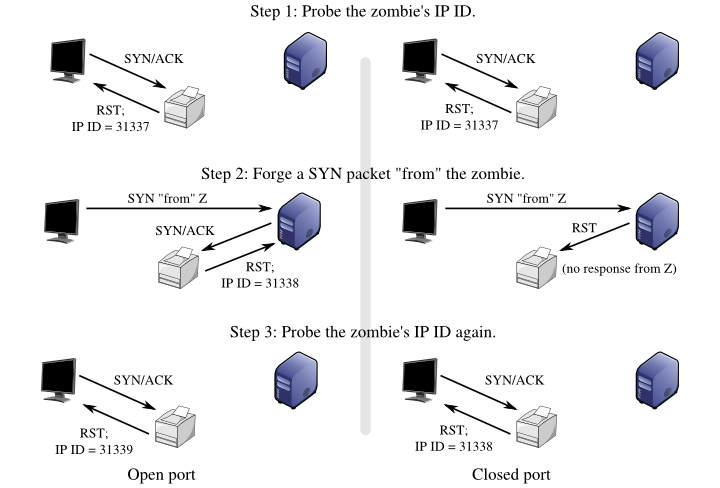 Step 1: Probe the zombie's IP ID.
SYN/ACK
RST;
IP ID = 31337
SYN/ACK
RST;
IP ID = 31337
Step 2: Forge a SYN packet "from" the zombie.
SYN "from" Z
SYN/ACK
RST;
IP ID = 31338
SYN "from" Z
RST
(no response from Z)
Step 3: Probe the zombie's IP ID again.
SYN/ACK
RST;
IP ID = 31339
Open port
SYN/ACK
RST;
IP ID = 31338
Closed port